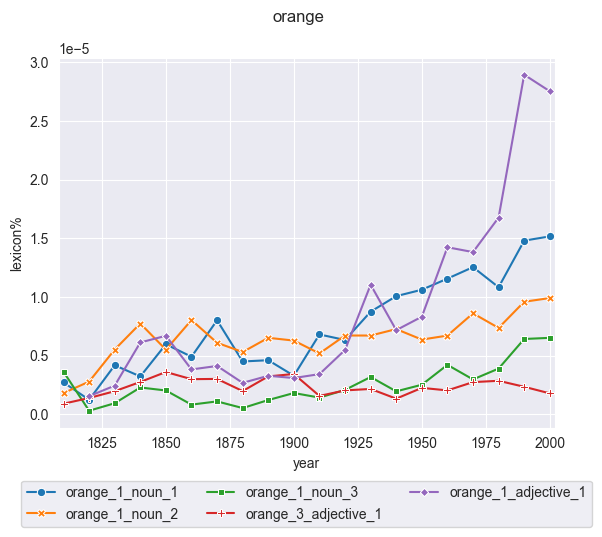 orange
1e−5
3.0
2.5
2.0
1.5
1.0
0.5
0.0
lexicon%
1825 1850 1875 1900 1925 1950 1975 2000
year
orange_1_noun_1 orange_1_noun_3 orange_1_adjective_1
orange_1_noun_2 orange_3_adjective_1